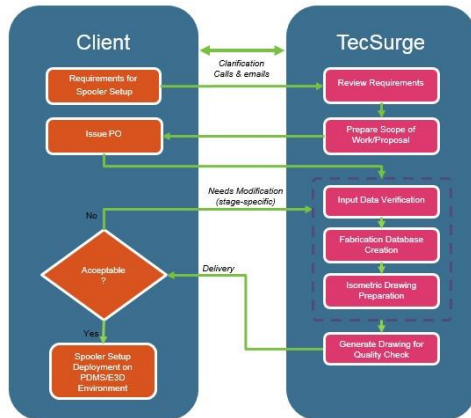 Client
TecSurge
Clarification
Calls & emails
Requirements for
Spooler Setup
Review Requirements
Issue PO
Prepare Scope of
Work/Proposal
Needs Modification
(stage-specific)
Input Data Verification
No
Fabrication Database
Creation
Acceptable
?
Delivery
Isometric Drawing
Preparation
Yes
Generate Drawing for
Quality Check
Spooler Setup
Deployment on
PDMS/E3D
Environment